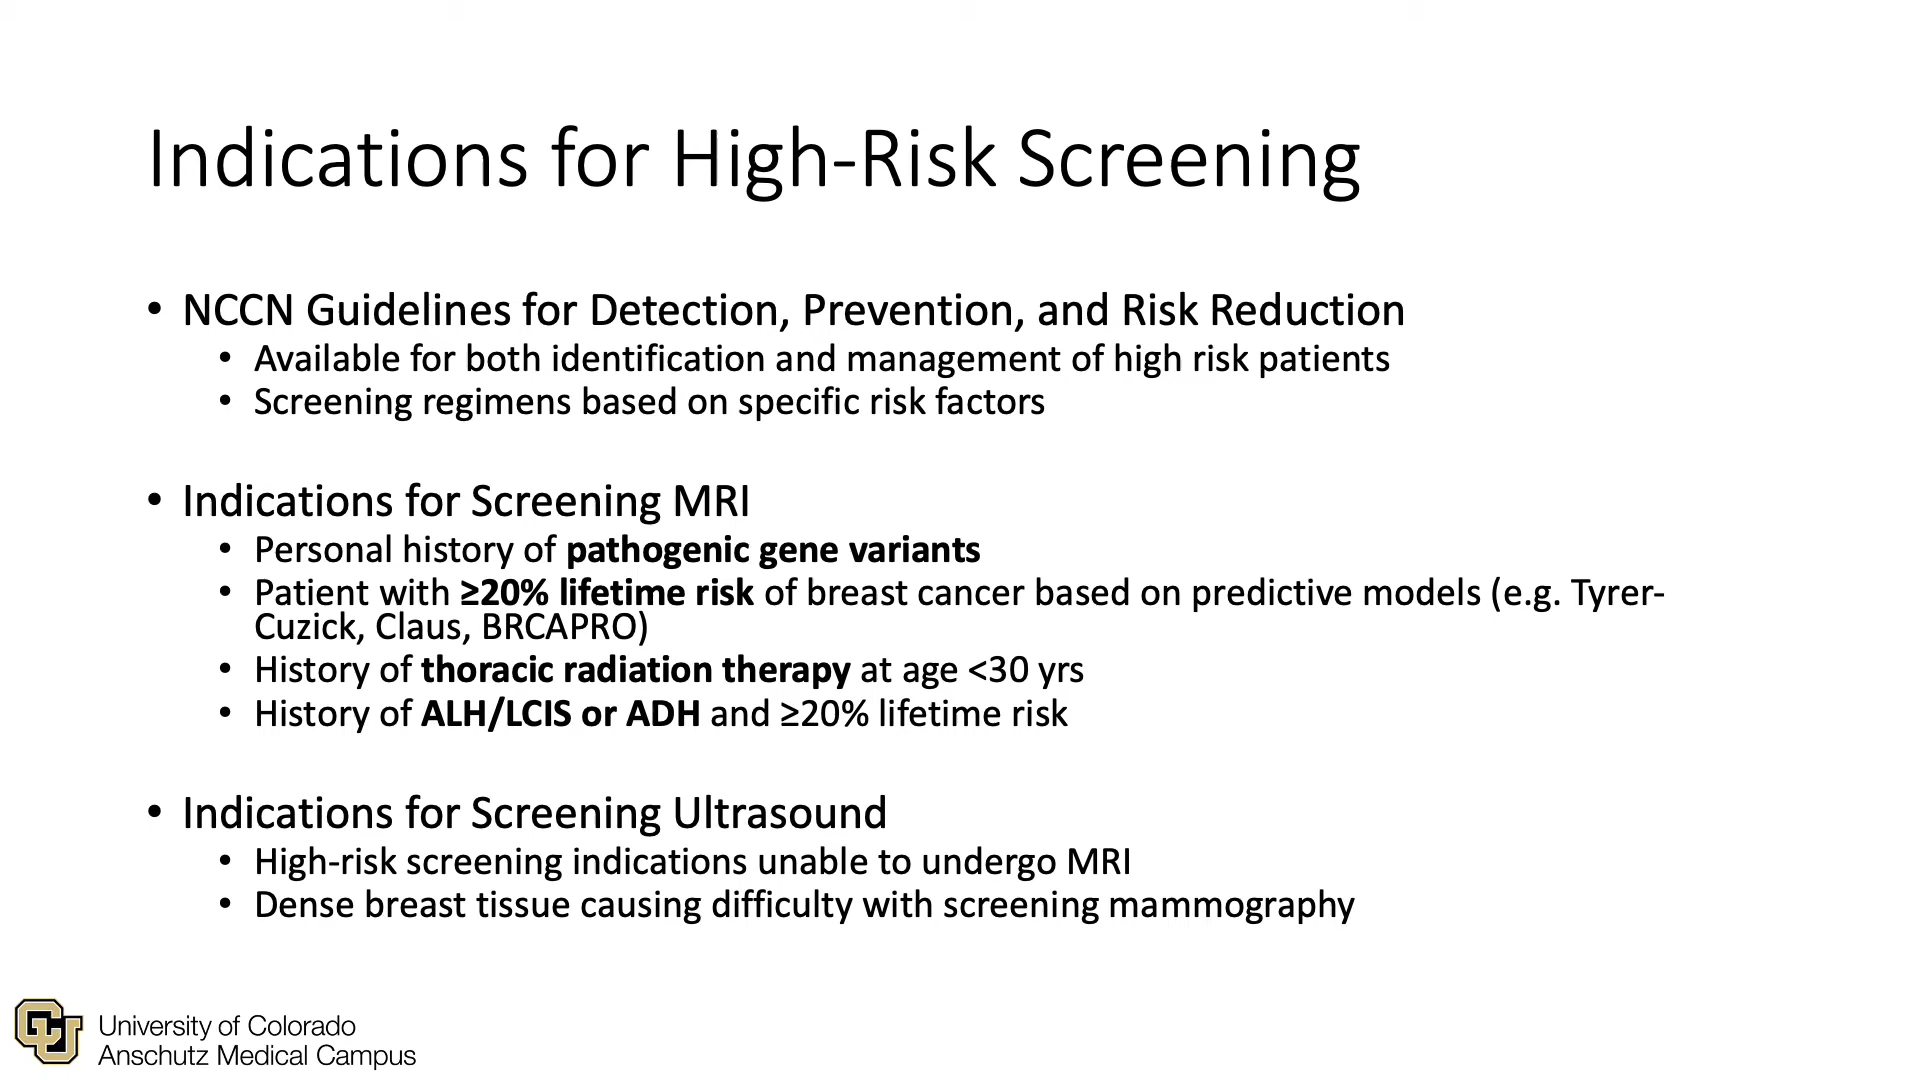 Indications for High-Risk Screening
• NCCN Guidelines for Detection, Prevention, and Risk Reduction
• Available for both identification and management of high risk patients
• Screening regimens based on specific risk factors
• Indications for Screening MRI
• Personal history of pathogenic gene variants
• Patient with ≥20% lifetime risk of breast cancer based on predictive models (e.g. Tyrer-
Cuzick, Claus, BRCAPRO)
• History of thoracic radiation therapy at age <30 yrs
• History of ALH/LCIS or ADH and ≥20% lifetime risk
• Indications for Screening Ultrasound
• High-risk screening indications unable to undergo MRI
• Dense breast tissue causing difficulty with screening mammography
CU
University of Colorado
Anschutz Medical Campus